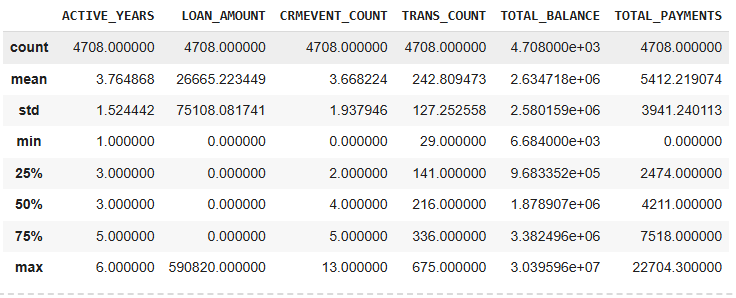 ACTIVE_YEARS LOAN_AMOUNT CRMEVENT_COUNT TRANS_COUNT TOTAL_BALANCE TOTAL_PAYMENTS
count 4708.000000 4708.000000 4708.000000 4708.000000 4.708000e+03 4708.000000
mean 3.764868 26665.223449 3.668224 242.809473 2.634718e+06 5412.219074
std 1.524442 75108.081741 1.937946 127.252558 2.580159e+06 3941.240113
min 1.000000 0.000000 0.000000 29.000000 6.684000e+03 0.000000
25% 3.000000 0.000000 2.000000 141.000000 9.683352e+05 2474.000000
50% 3.000000 0.000000 4.000000 216.000000 1.878907e+06 4211.000000
75% 5.000000 0.000000 5.000000 336.000000 3.382496e+06 7518.000000
max 6.000000 590820.000000 13.000000 675.000000 3.039596e+07 22704.300000